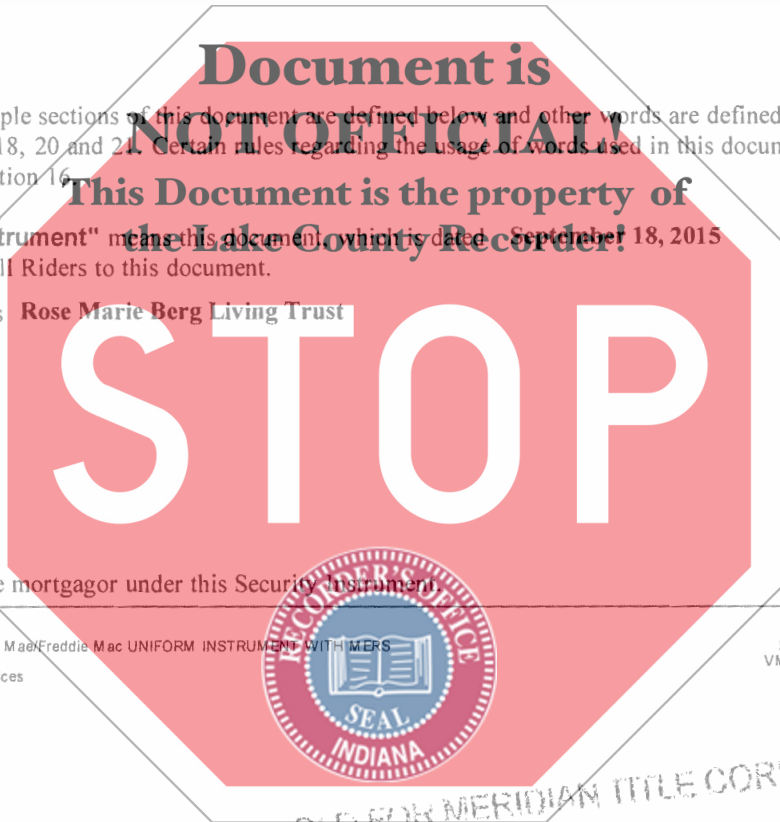 Document is
ple sections of this document are defined below and other words are defined
NOT OFFICIAL!
18, 20 and 21. Certain rules regarding the usage of words used in this docum
tion 16.
This Document is the property of
trument" means this document, which is dated September 18, 2015
the Lake County Recorder!
ll Riders to this document.
s Rose Marie Berg Living Trust
STOP
e mortgagor under this Security Instrument.
RECORDER'S OFFICE
Mae/Freddie Mac UNIFORM INSTRUMENT WITH MERS
VM
ces
SEAL
INDIANA
FOR MERIDIAN TITLE COR